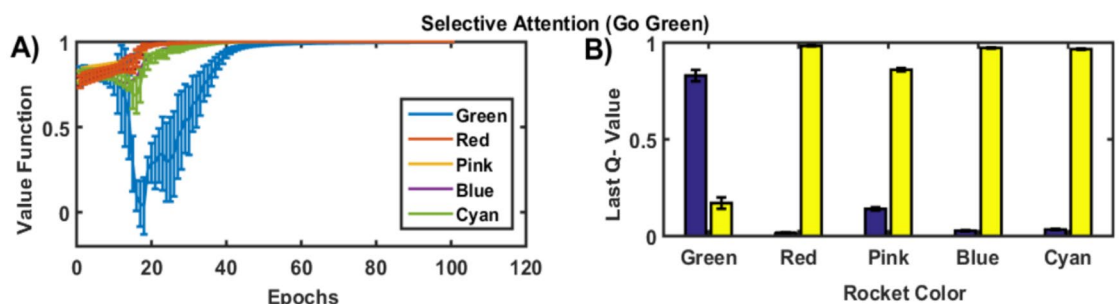 Selective Attention (Go Green)
A)
1
0.5
0
Value Function
0 20 40 60 80 100 120
Epochs
Green
Red
Pink
Blue
Cyan
B)
1
0.5
0
Last Q- Value
Green Red Pink Blue Cyan
Rocket Color